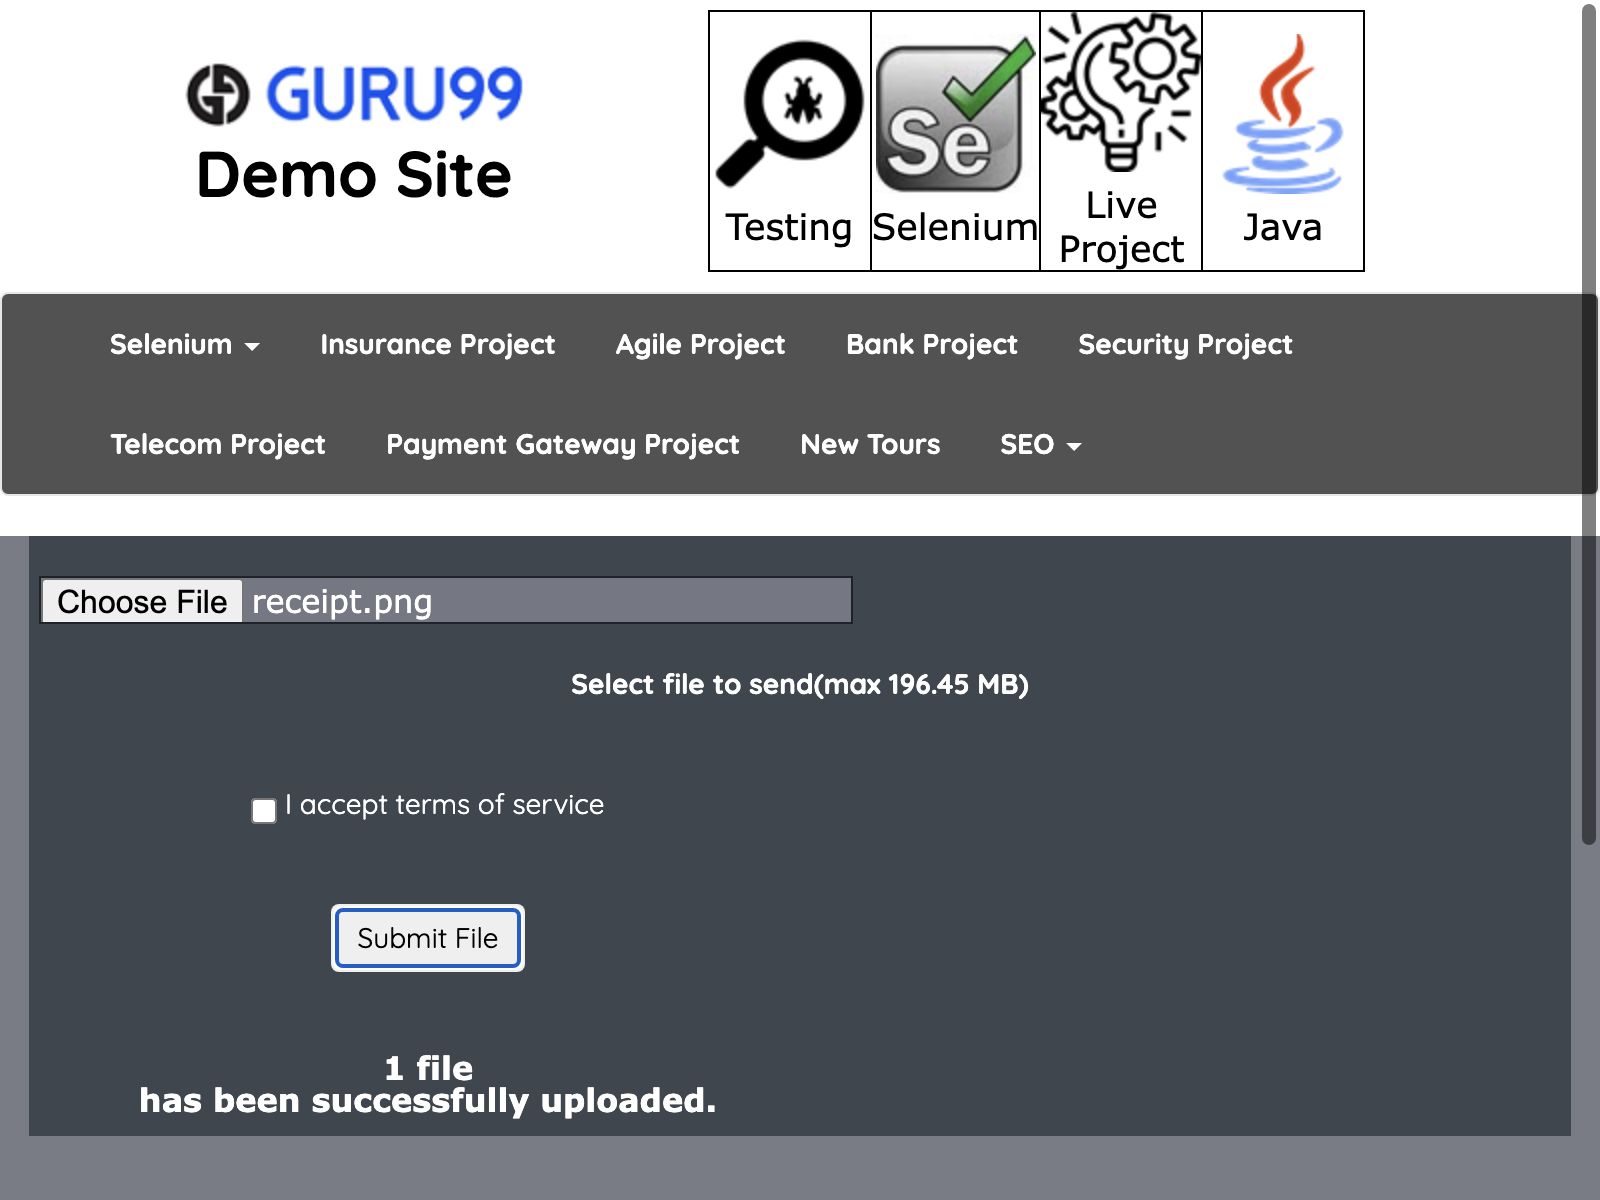 GURU99
Demo Site
Testing
Se
Selenium
Live
Project
Java
Selenium
Insurance Project
Agile Project
Bank Project
Security Project
Telecom Project
Payment Gateway Project
New Tours
SEO
Choose File receipt.png
Select file to send(max 196.45 MB)
I accept terms of service
Submit File
1 file
has been successfully uploaded.